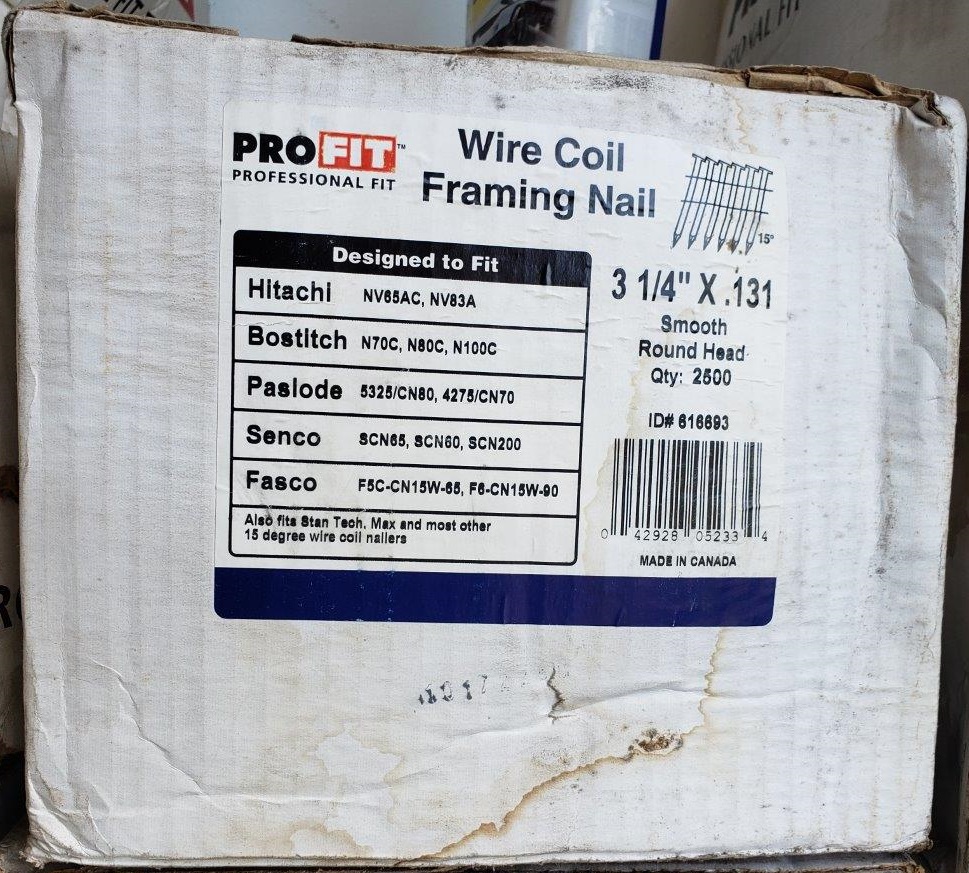 PROFIT™
PROFESSIONAL FIT
Wire Coil
Framing Nail
15°
Designed to Fit
Hitachi NV65AC, NV83A
Bostitch N70C, N80C, N100C
Paslode 5325/CN80, 4275/CN70
Senco SCN65, SCN60, SCN200
Fasco F5C-CN15W-65, F6-CN15W-90
Also fits Stan Tech, Max and most other
15 degree wire coil nailers
3 1/4" X .131
Smooth
Round Head
Qty: 2500
ID# 616693
0 42928 05233 4
MADE IN CANADA